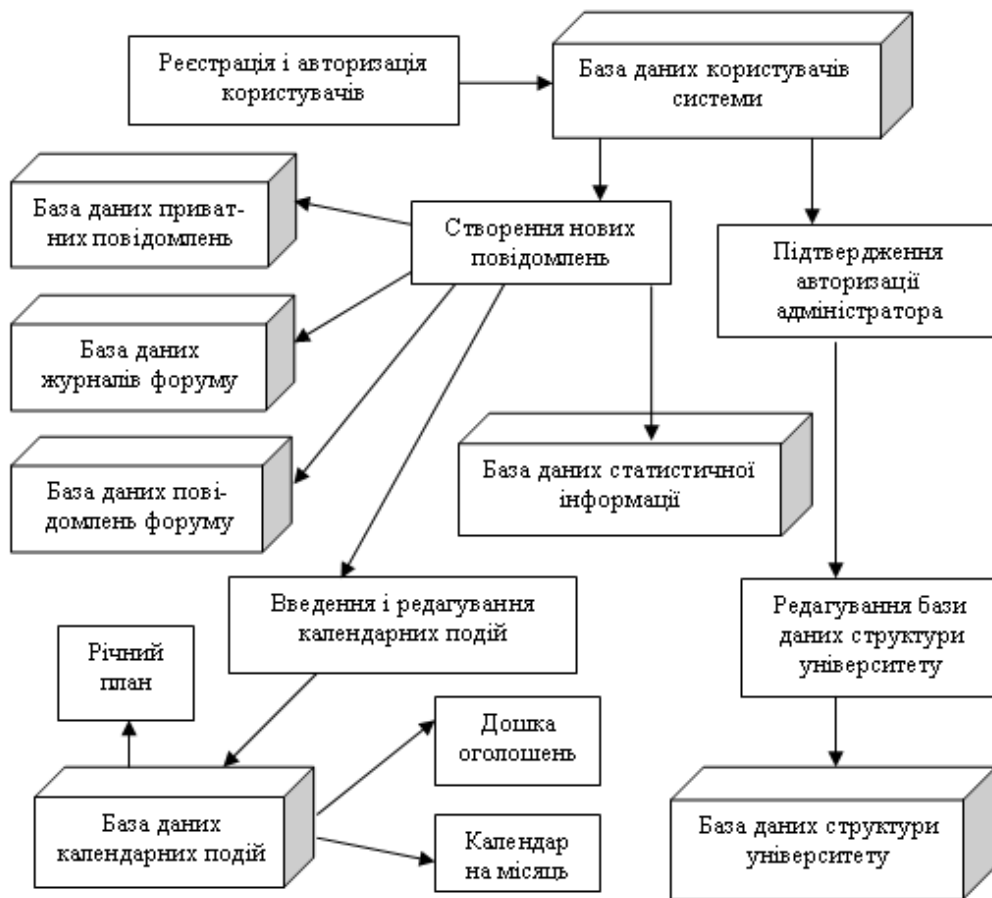 Реєстрація і авторизація
користувачів
База даних користувачів
системи
База даних приват-
них повідомлень
Створення нових
повідомлень
Підтвердження
авторизації
адміністратора
База даних
журналів форуму
База даних пові-
домлень форуму
База даних статистичної
інформації
Введення і редагування
календарних подій
Редагування бази
даних структури
університету
Річний
план
Дошка
оголошень
База даних
календарних подій
Календар
на місяць
База даних структури
університету